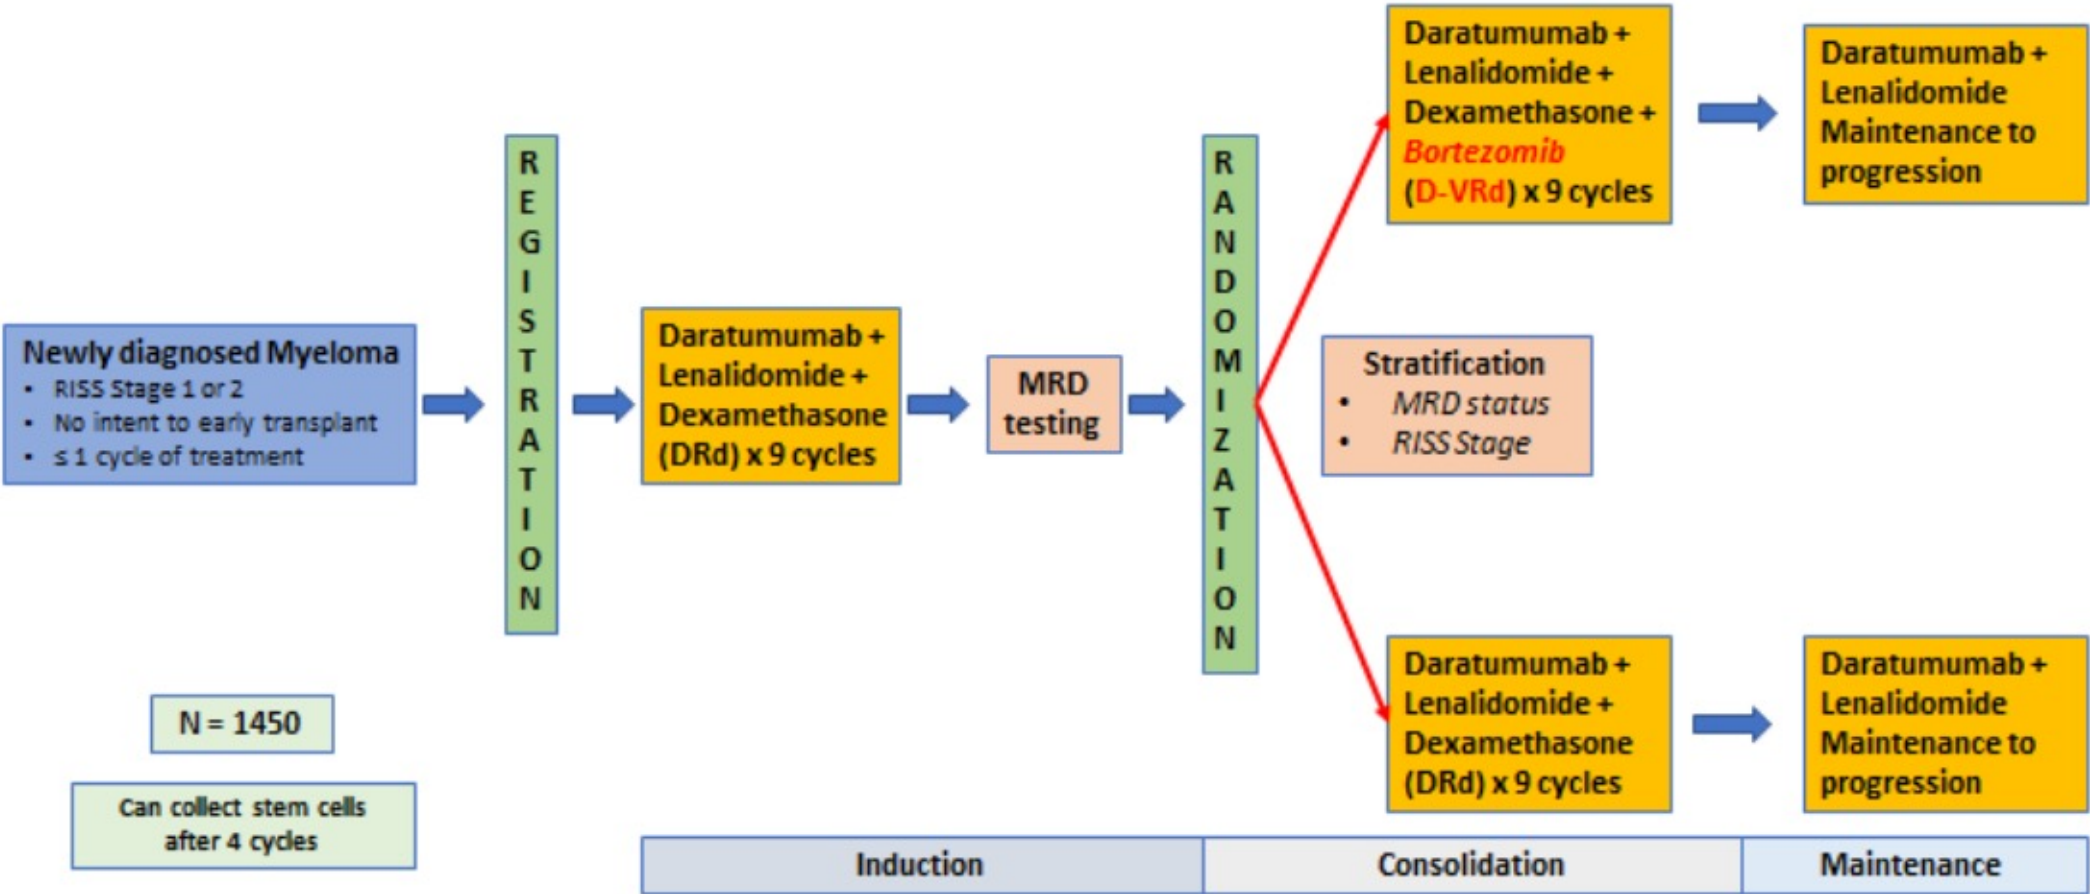 Newly diagnosed Myeloma
• RISS Stage 1 or 2
• No intent to early transplant
• ≤ 1 cycle of treatment
N = 1450
Can collect stem cells
after 4 cycles
REGISTRATION
Daratumumab +
Lenalidomide +
Dexamethasone
(DRd) x 9 cycles
MRD
testing
RANDOMIZATION
Daratumumab +
Lenalidomide +
Dexamethasone +
Bortezomib
(D-VRd) x 9 cycles
Daratumumab +
Lenalidomide
Maintenance to
progression
Stratification
• MRD status
• RISS Stage
Daratumumab +
Lenalidomide +
Dexamethasone
(DRd) x 9 cycles
Daratumumab +
Lenalidomide
Maintenance to
progression
Induction
Consolidation
Maintenance